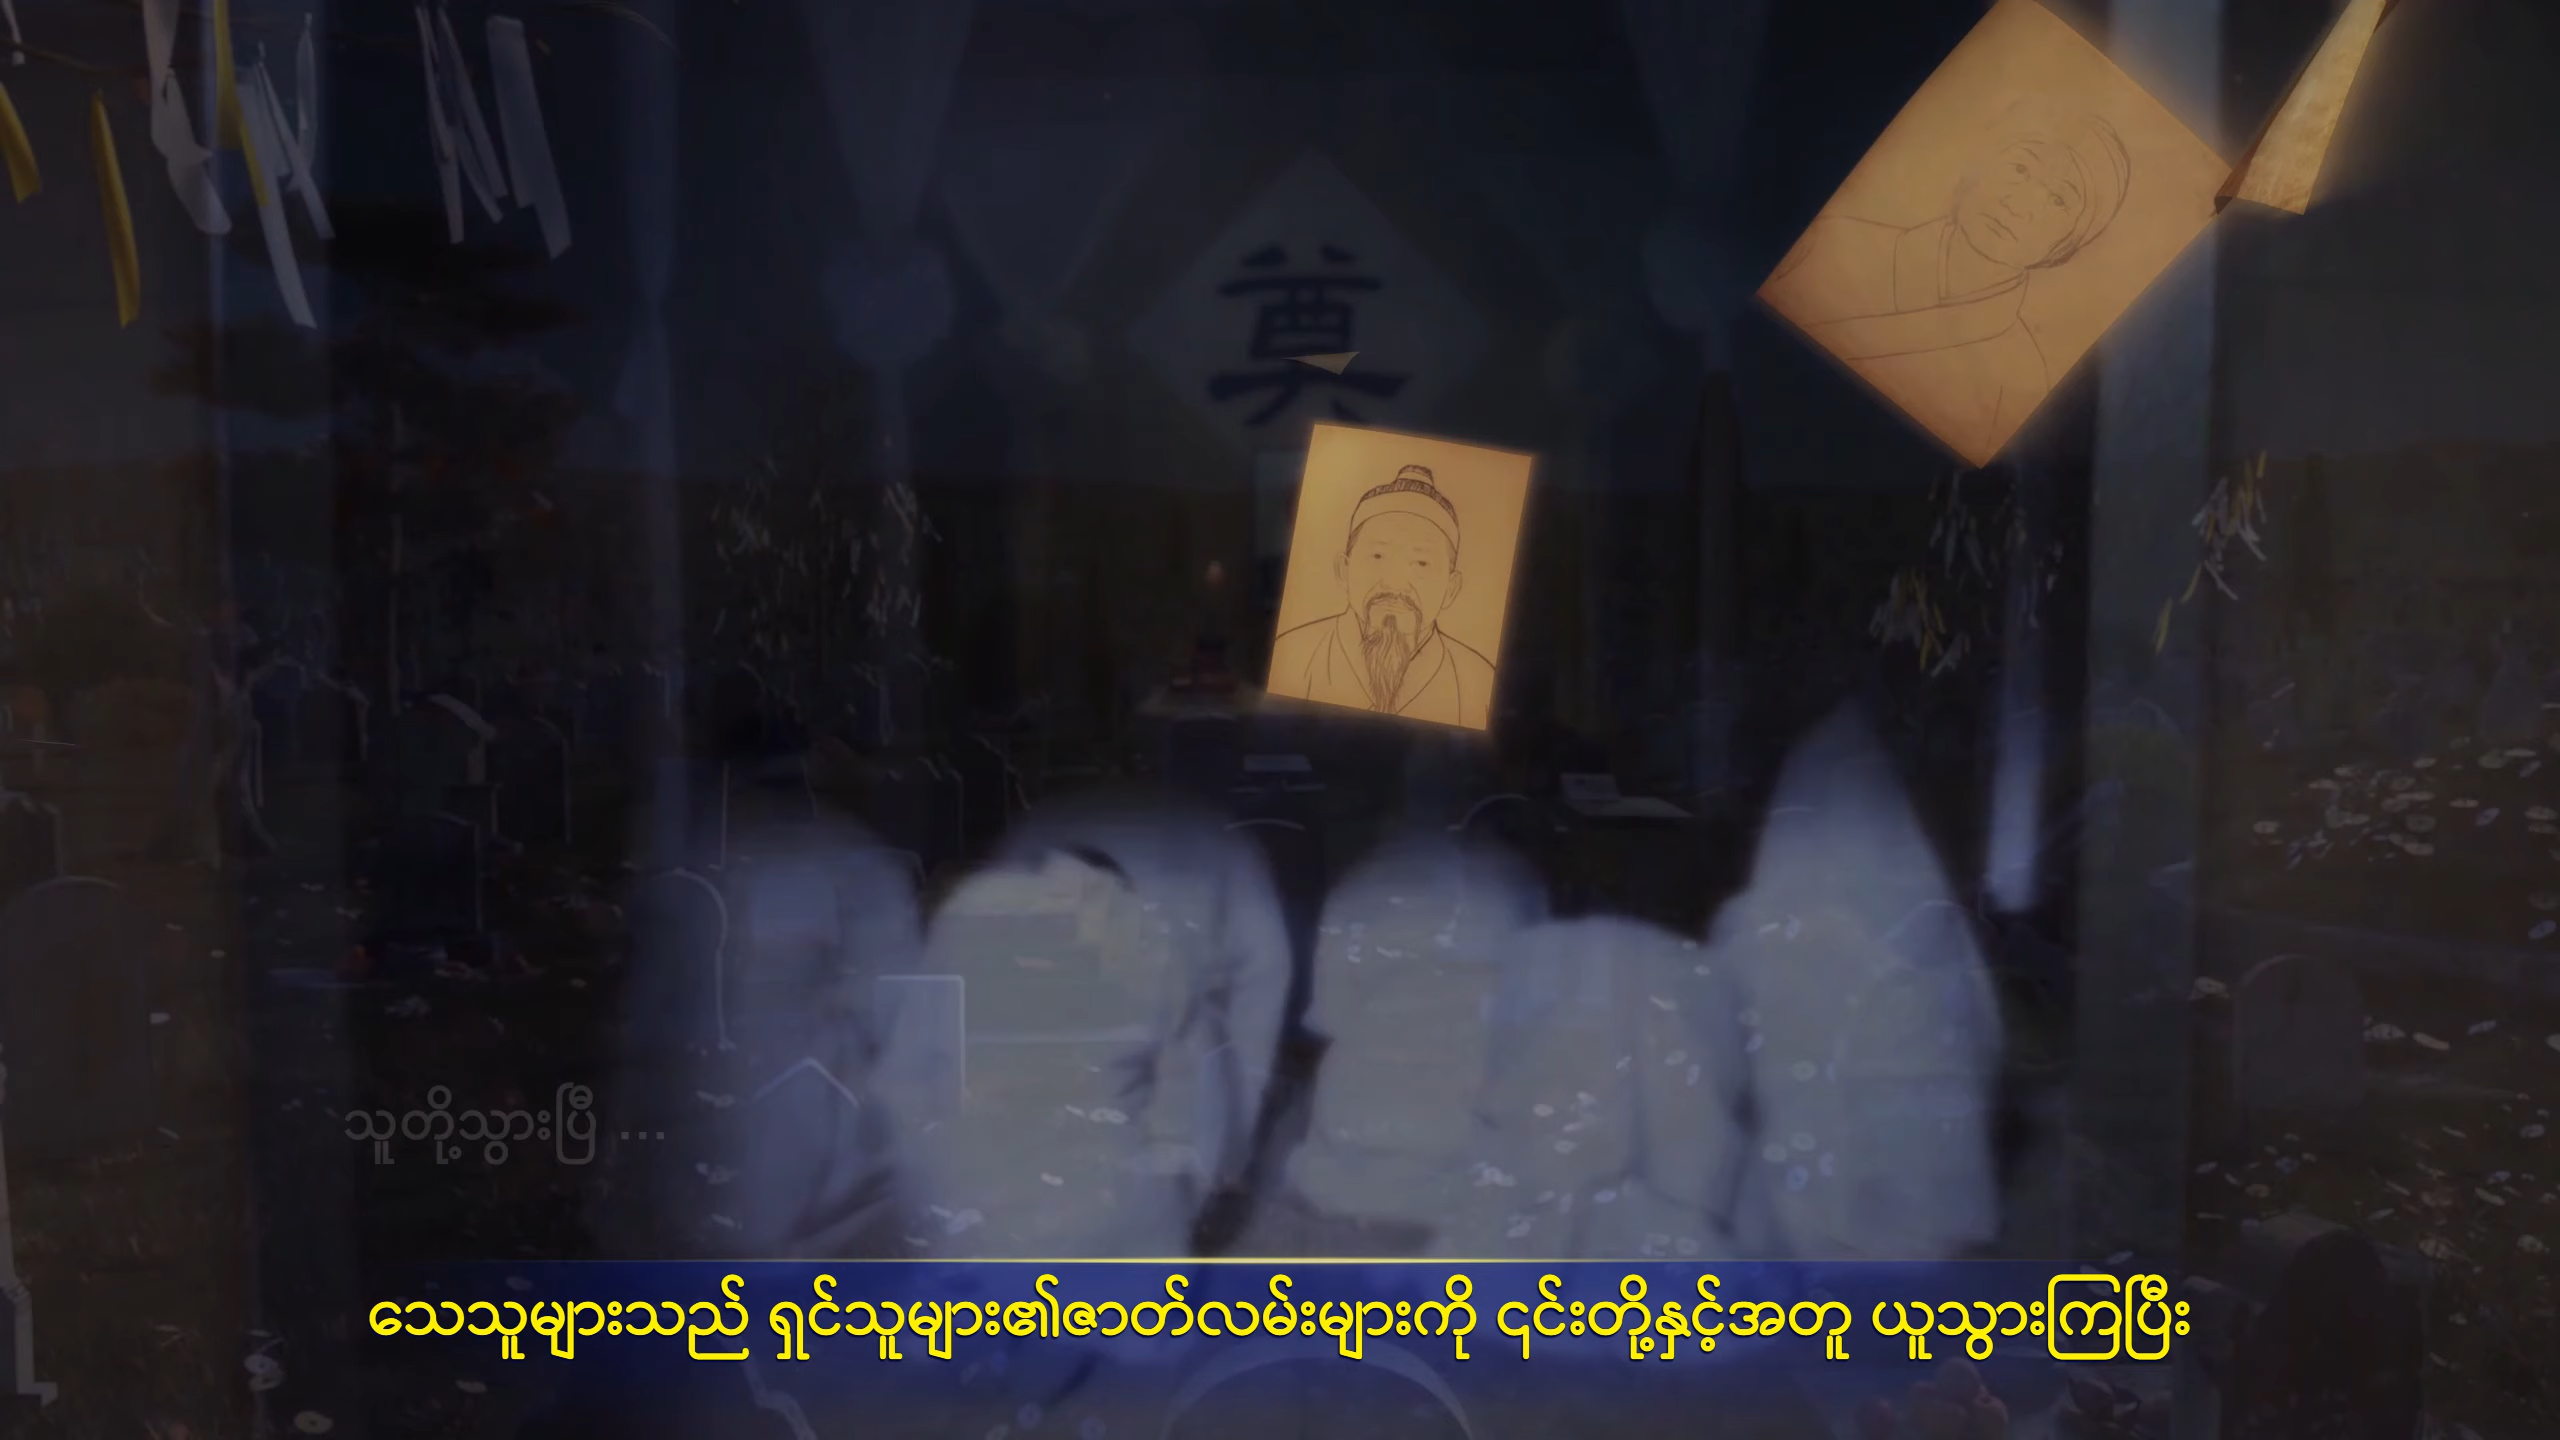 奠
သူတို့သွားပြီ ...
သေသူများသည် ရှင်သူများ၏ဇာတ်လမ်းများကို ၎င်းတို့နှင့်အတူ ယူသွားကြပြီး